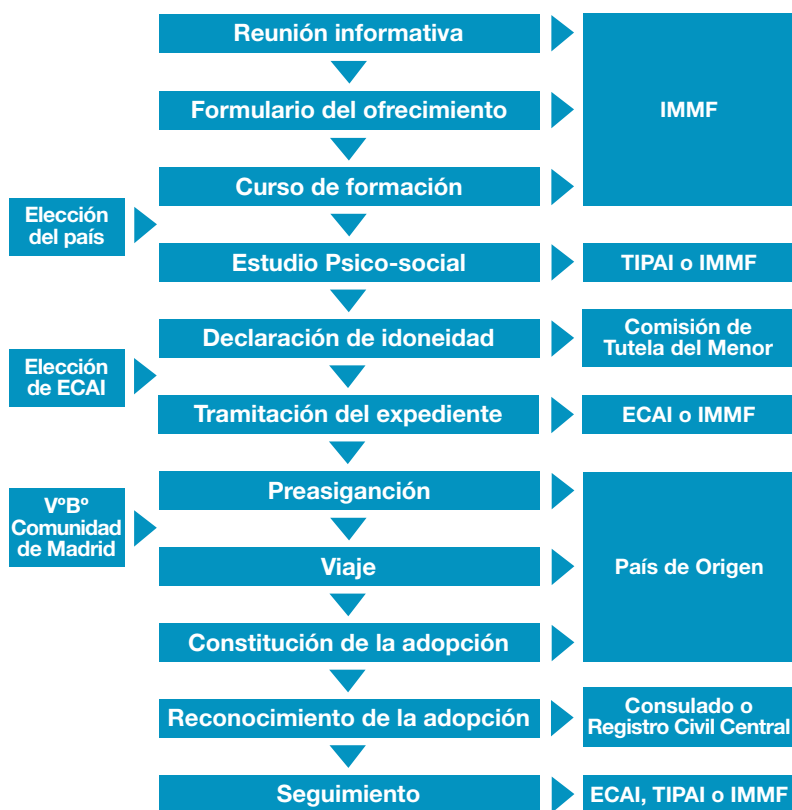 Reunión informativa
IMMF
Formulario del ofrecimiento
Curso de formación
Elección
del país
Estudio Psico-social
TIPAI o IMMF
Declaración de idoneidad
Comisión de
Tutela del Menor
Elección
de ECAI
Tramitación del expediente
ECAI o IMMF
Preasiganción
VºBº
Comunidad
de Madrid
Viaje
País de Origen
Constitución de la adopción
Reconocimiento de la adopción
Consulado o
Registro Civil Central
Seguimiento
ECAI, TIPAI o IMMF